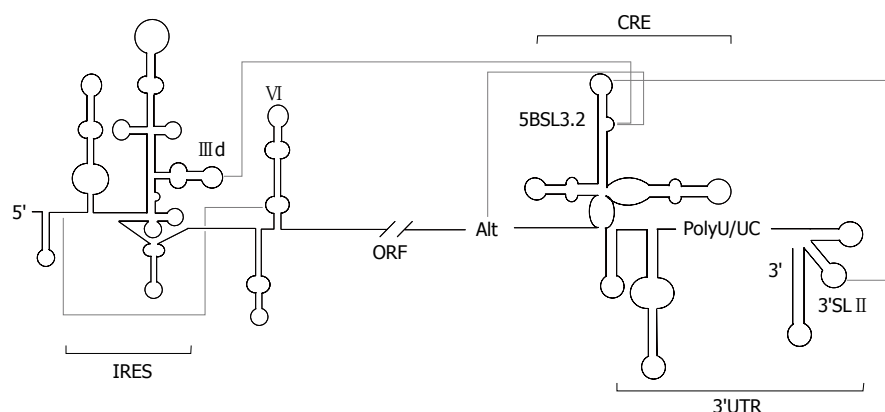 CRE
VI
5BSL3.2
Ⅲd
5'
Alt
PolyU/UC
ORF
3'
3'SL Ⅱ
IRES
3'UTR